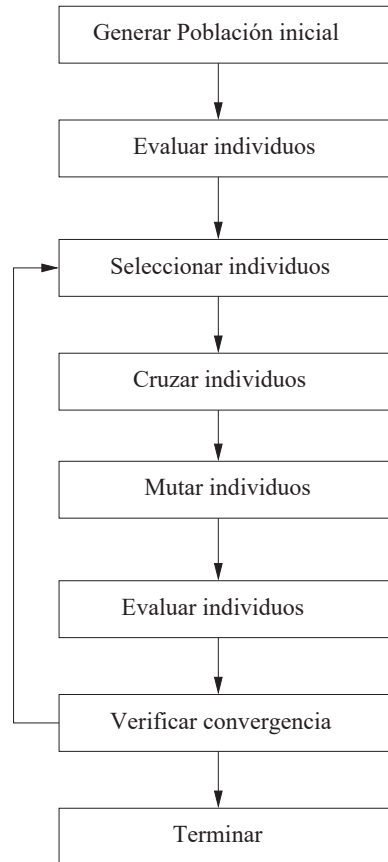 Generar Población inicial
Evaluar individuos
Seleccionar individuos
Cruzar individuos
Mutar individuos
Evaluar individuos
Verificar convergencia
Terminar